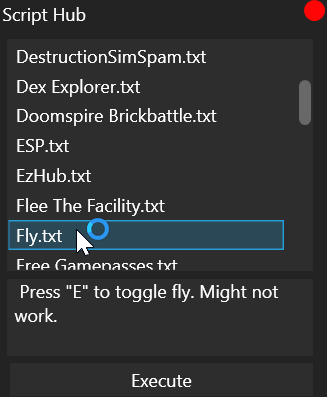 Script Hub
DestructionSimSpam.txt
Dex Explorer.txt
Doomspire Brickbattle.txt
ESP.txt
EzHub.txt
Flee The Facility.txt
Fly.txt
Free Gamepasses.txt
Press "E" to toggle fly. Might not
work.
Execute